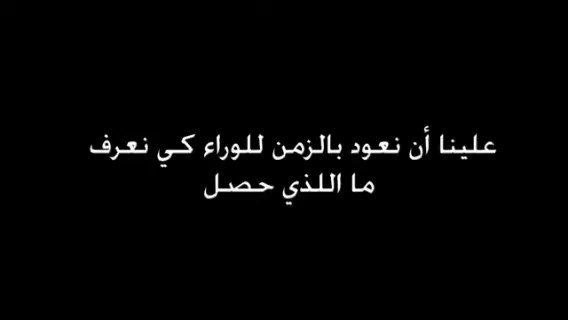 علينا أن نعود بالزمن للوراء كي نعرف
ما اللذي حصل